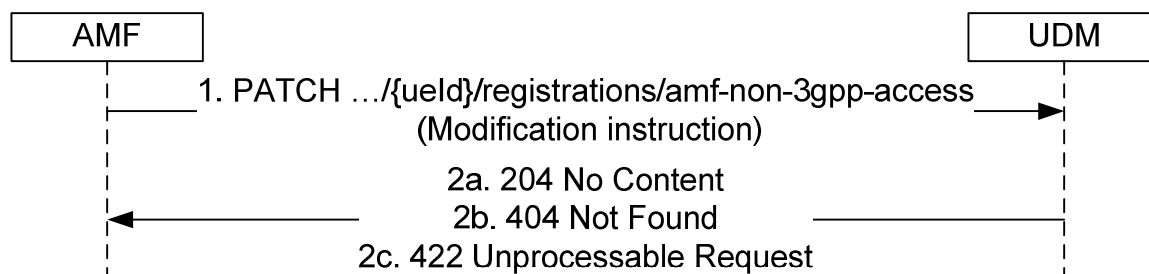 AMF
UDM
1. PATCH …/{ueId}/registrations/amf-non-3gpp-access
(Modification instruction)
2a. 204 No Content
2b. 404 Not Found
2c. 422 Unprocessable Request